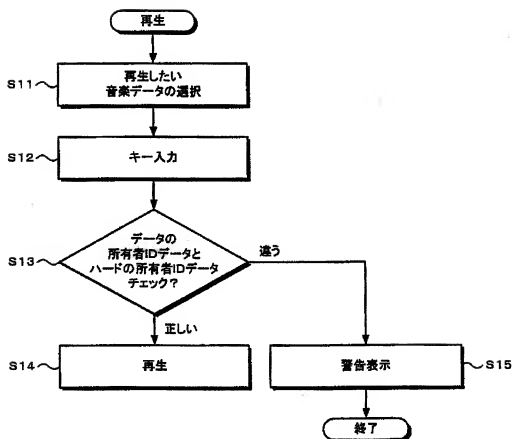 再生
S11
再生したい
音楽データの選択
S12
キー入力
S13
データの
所有者IDデータと
ハードの所有者IDデータ
チェック?
違う
正しい
S14
再生
警告表示
S15
終了